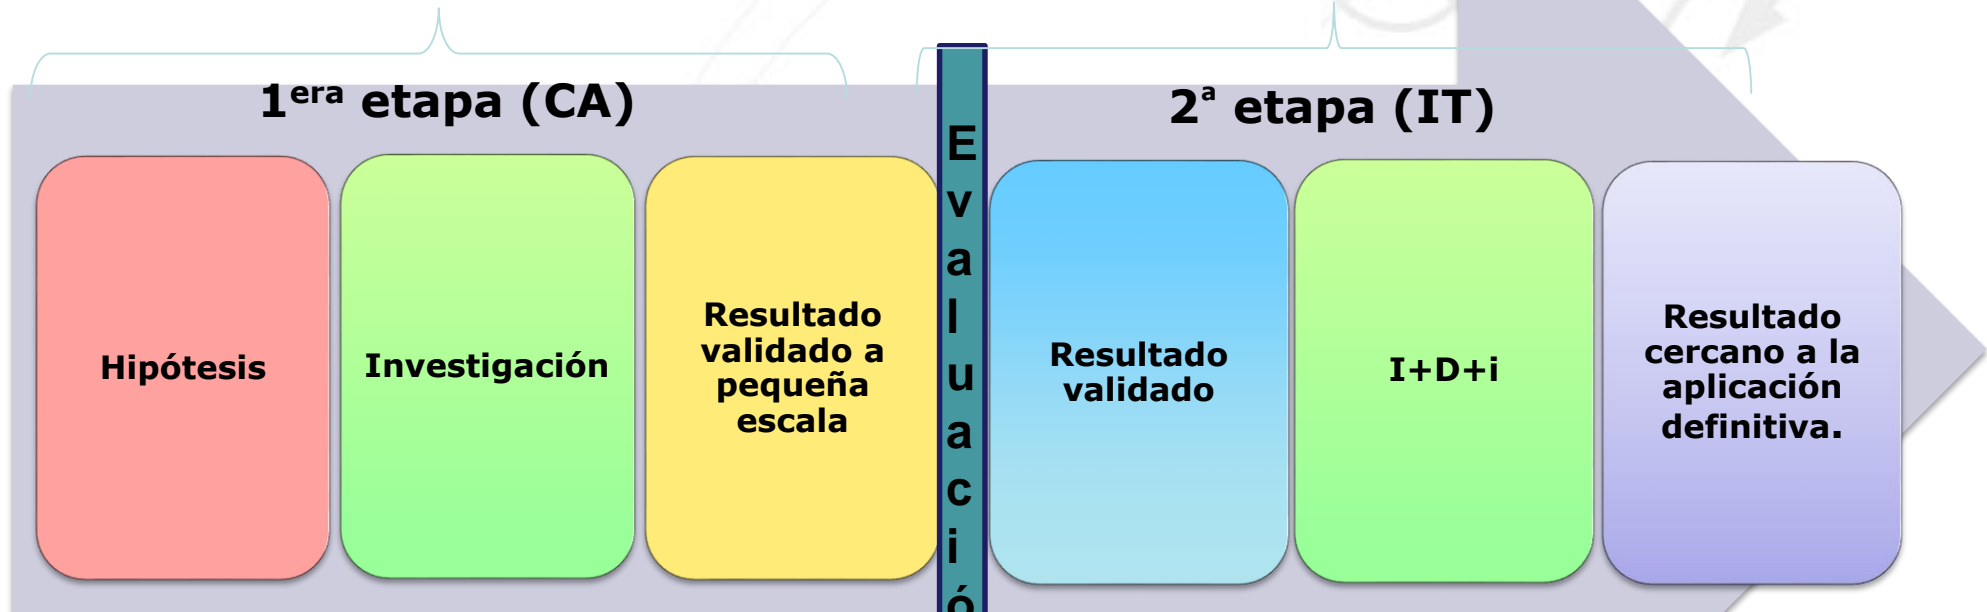 1era etapa (CA)
2ª etapa (IT)
Hipótesis
Investigación
Resultado
validado a
pequeña
escala
E
v
a
l
u
a
c
i
ó
Resultado
validado
I+D+i
Resultado
cercano a la
aplicación
definitiva.